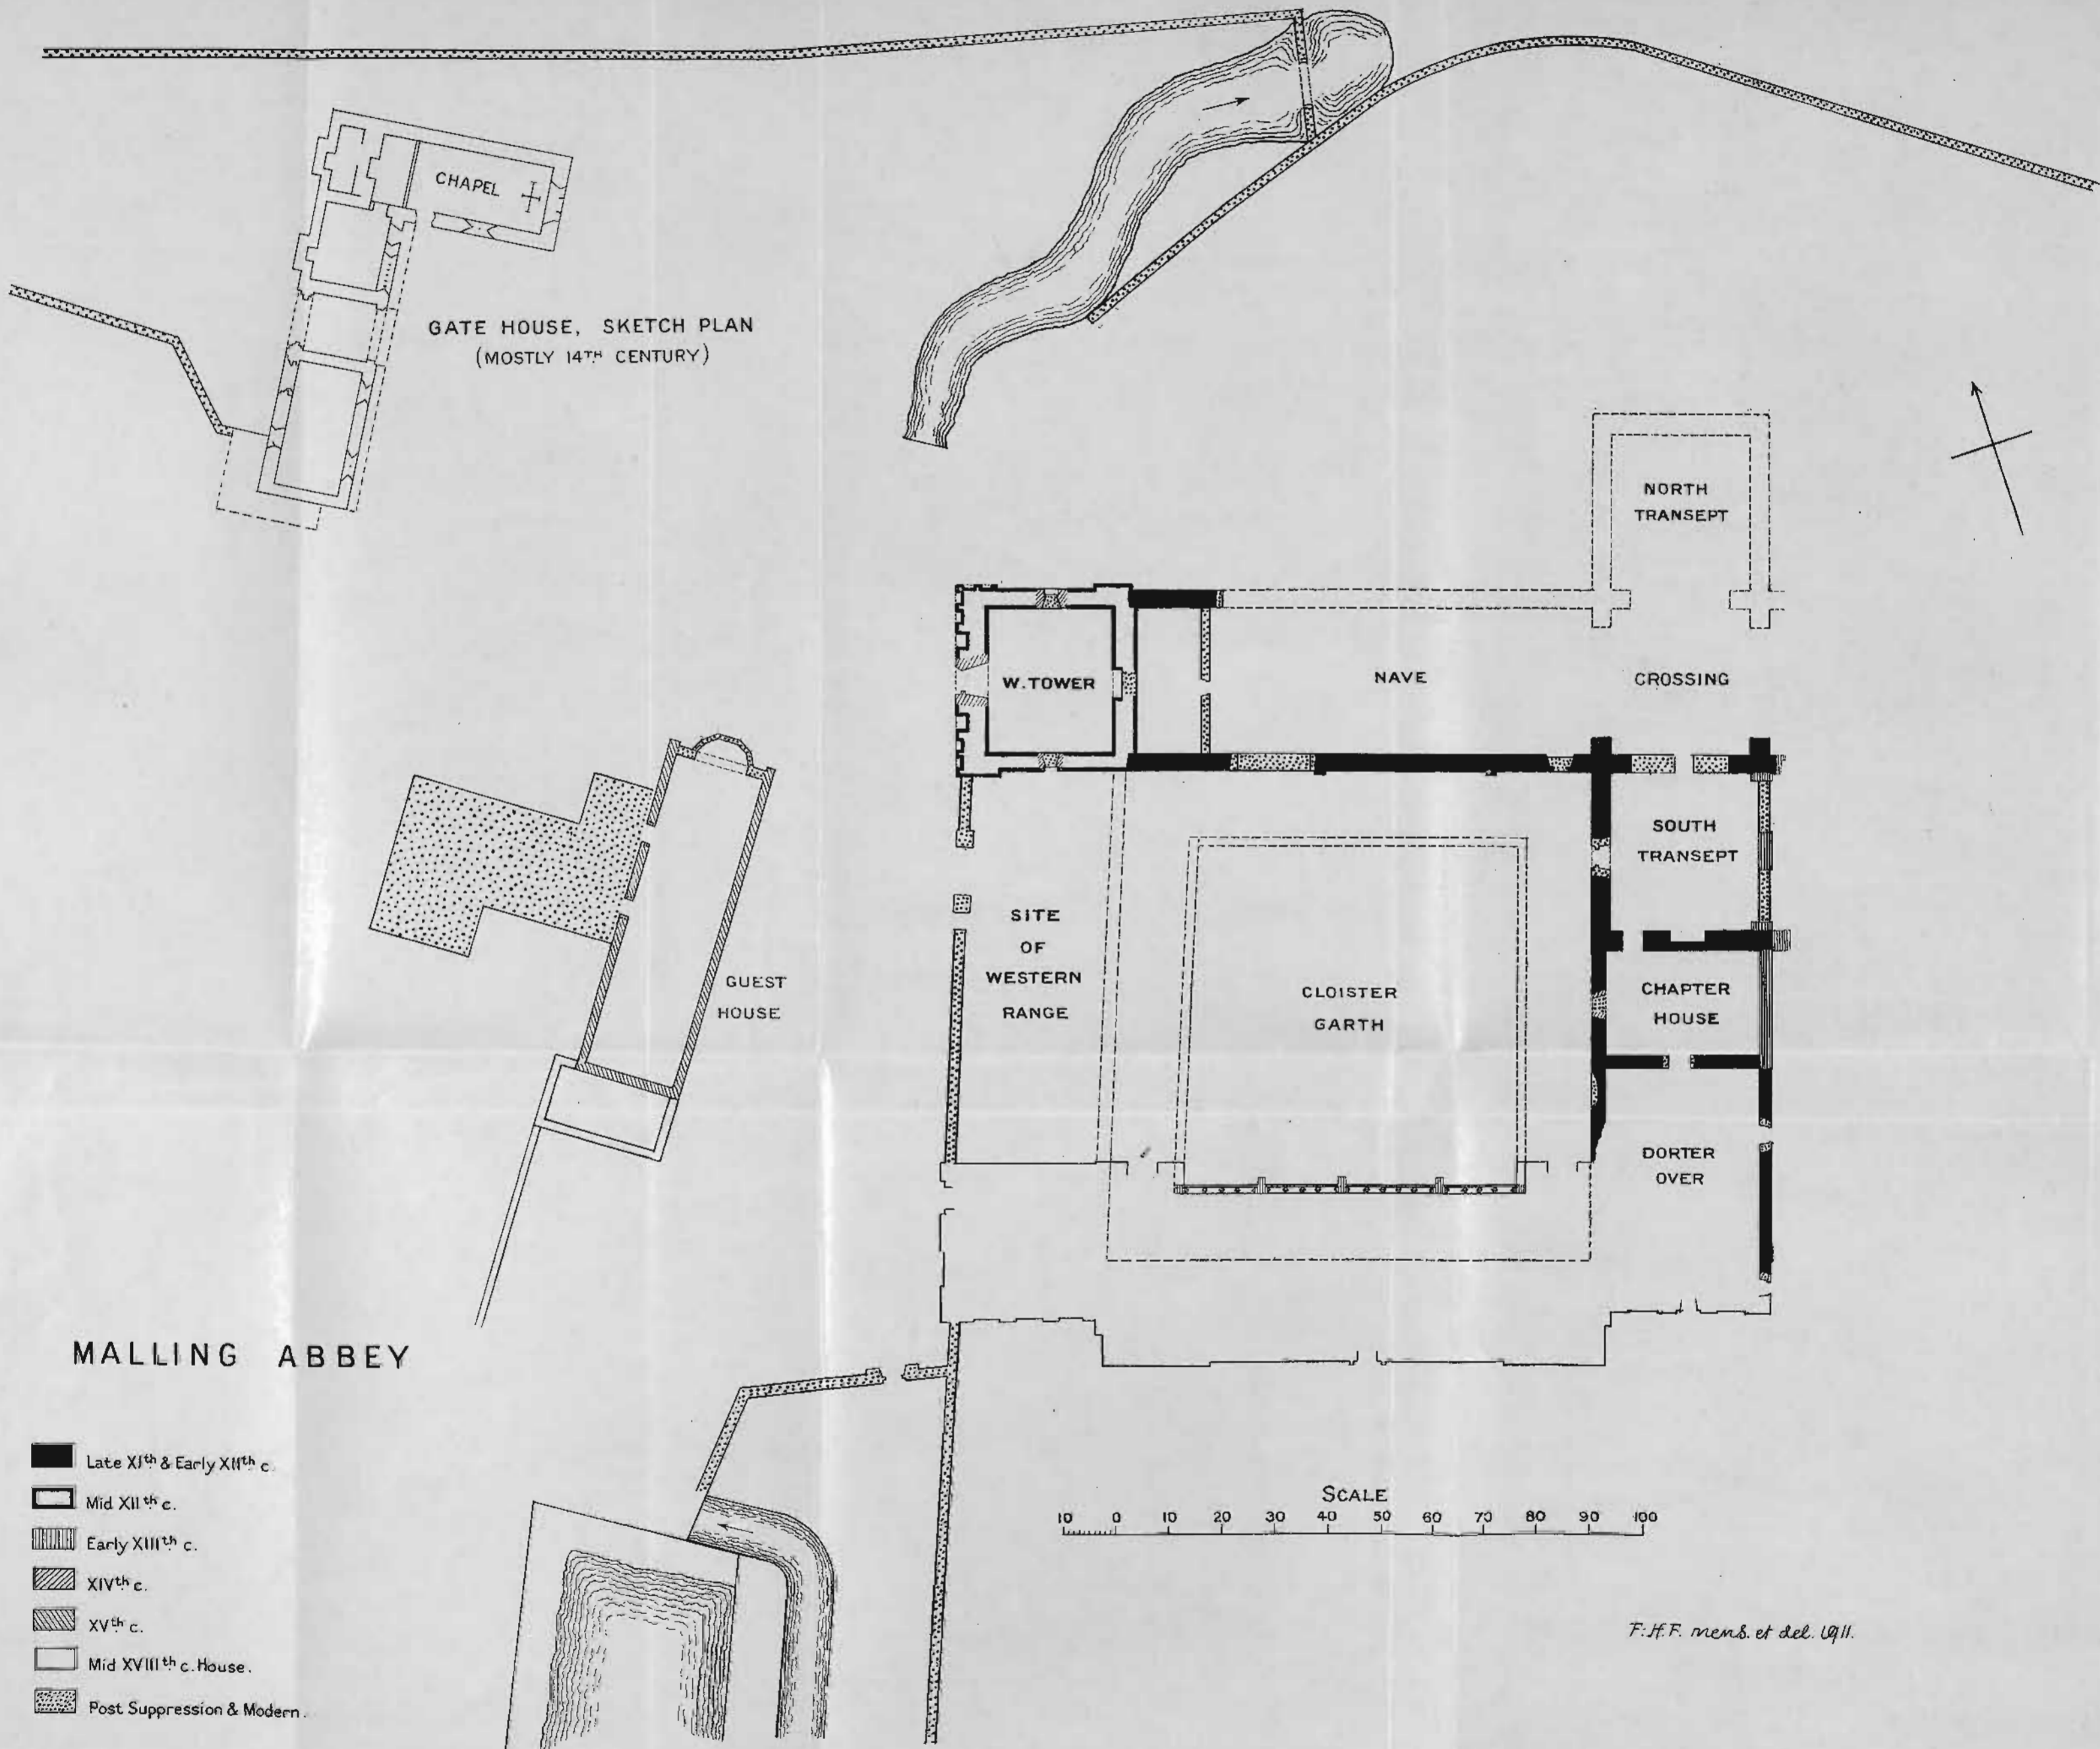 CHAPEL
GATE HOUSE, SKETCH PLAN
(MOSTLY 14TH CENTURY)
NORTH
TRANSEPT
W. TOWER
NAVE
CROSSING
SOUTH
TRANSEPT
SITE
OF
WESTERN
RANGE
CLOISTER
GARTH
CHAPTER
HOUSE
GUEST
HOUSE
DORTER
OVER
MALLING ABBEY
Late XIth & Early XIIth c
Mid XIIth c.
Early XIIIth c.
XIVth c.
XVth c.
Mid XVIIIth c. House.
Post Suppression & Modern.
SCALE
10 0 10 20 30 40 50 60 70 80 90 100
F.H.F. mens. et del. 1911.